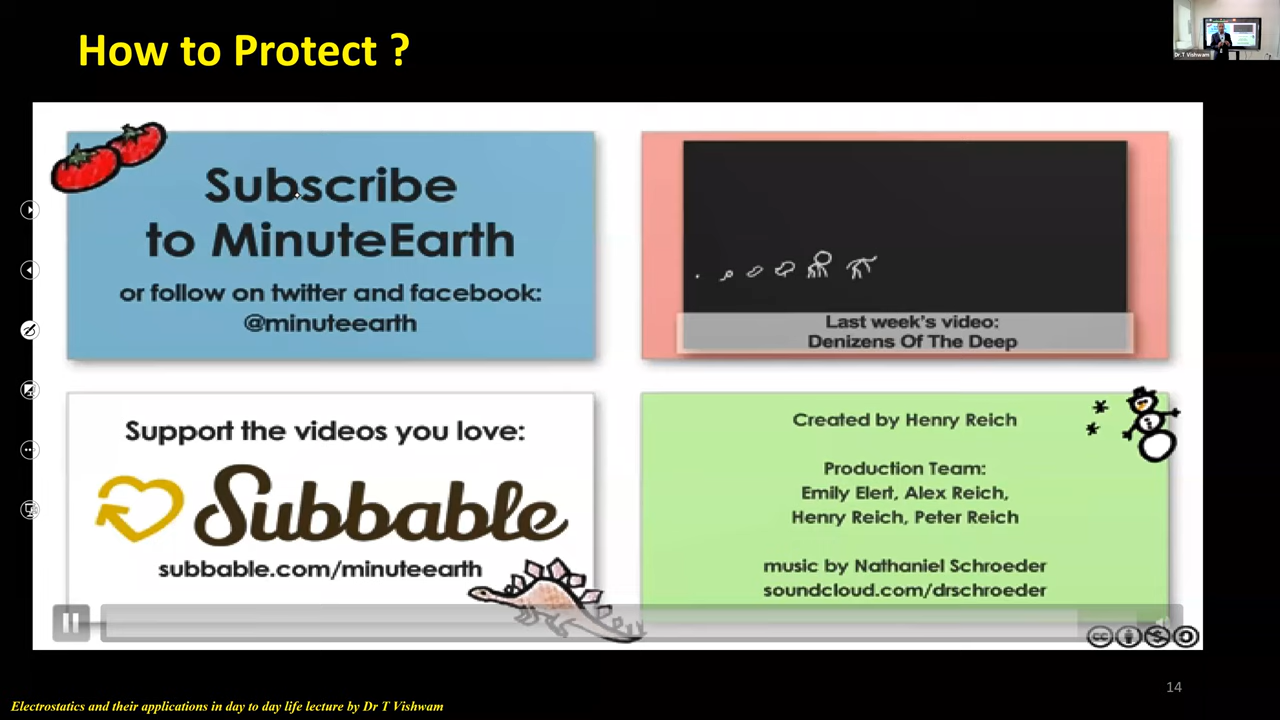 How to Protect ?
Dr.T Vishwam
Subscribe
to MinuteEarth
or follow on twitter and facebook:
@minuteearth
Last week's video:
Denizens Of The Deep
Support the videos you love:
Subbable
subbable.com/minuteearth
Created by Henry Reich
Production Team:
Emily Elert, Alex Reich,
Henry Reich, Peter Reich
music by Nathaniel Schroeder
soundcloud.com/drschroeder
cc
14
Electrostatics and their applications in day to day life lecture by Dr T Vishwam